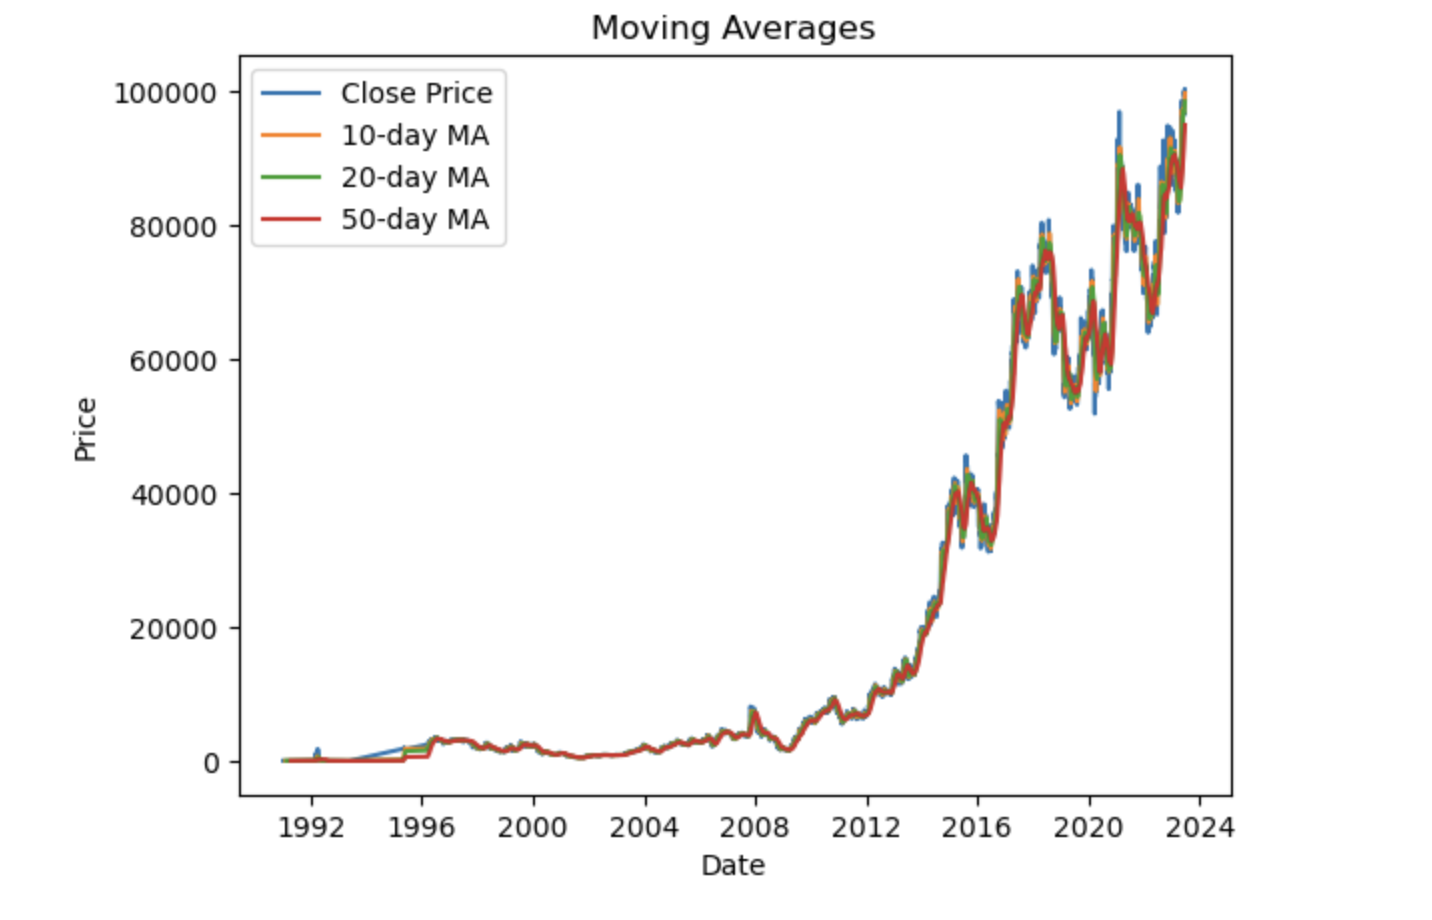 Moving Averages
Close Price
10-day MA
20-day MA
50-day MA
100000
80000
60000
40000
20000
0
Price
1992 1996 2000 2004 2008 2012 2016 2020 2024
Date